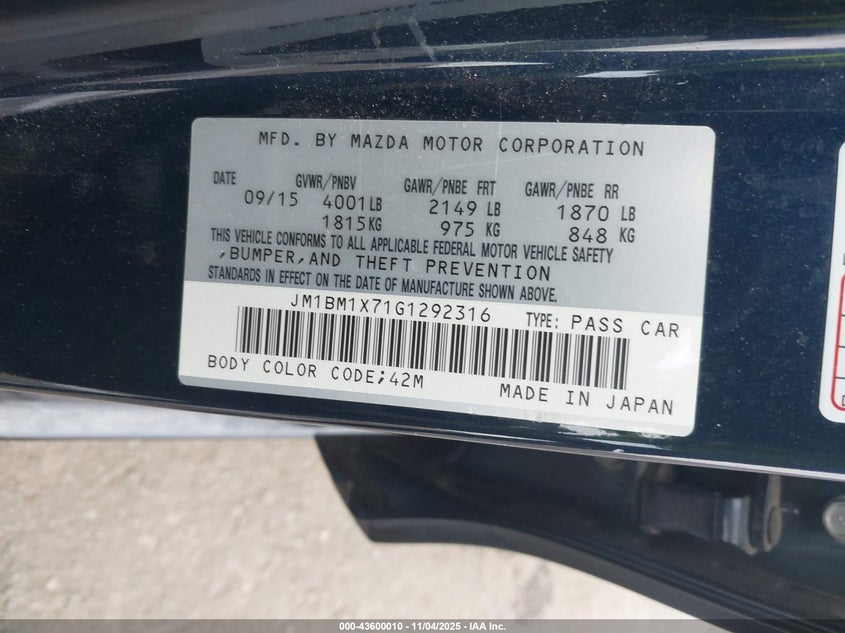 MFD. BY MAZDA MOTOR CORPORATION
DATE GVWR/PNBV GAWR/PNBE FRT GAWR/PNBE RR
09/15 4001LB 2149 LB 1870 LB
1815KG 975 KG 848 KG
THIS VEHICLE CONFORMS TO ALL APPLICABLE FEDERAL MOTOR VEHICLE SAFETY
,BUMPER,AND THEFT PREVENTION
STANDARDS IN EFFECT ON THE DATE OF MANUFACTURE SHOWN ABOVE.
JM1BM1X71G1292316 TYPE: PASS CAR
BODY COLOR CODE;42M
MADE IN JAPAN
000-43600010 - 11/04/2025 - IAA Inc.